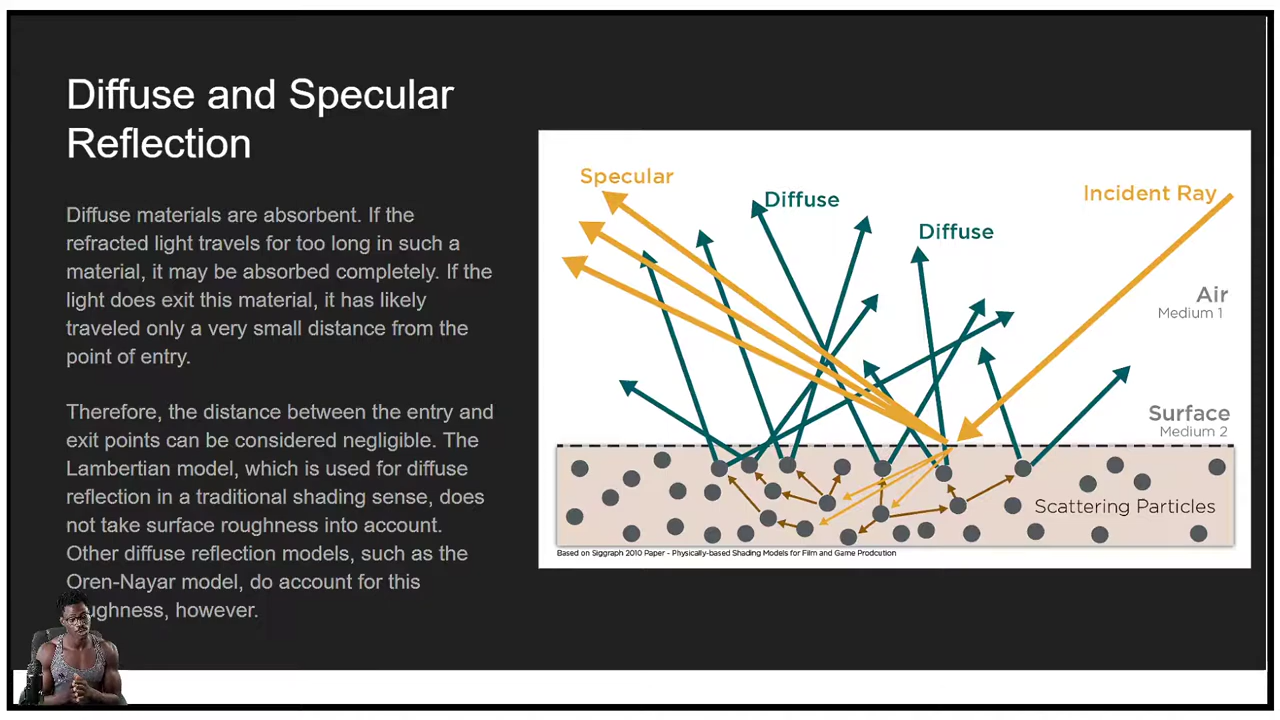 Diffuse and Specular
Reflection
Diffuse materials are absorbent. If the
refracted light travels for too long in such a
material, it may be absorbed completely. If the
light does exit this material, it has likely
traveled only a very small distance from the
point of entry.
Therefore, the distance between the entry and
exit points can be considered negligible. The
Lambertian model, which is used for diffuse
reflection in a traditional shading sense, does
not take surface roughness into account.
Other diffuse reflection models, such as the
Oren-Nayar model, do account for this
ughness, however.
Specular
Diffuse
Diffuse
Incident Ray
Air
Medium 1
Surface
Medium 2
Scattering Particles
Based on Siggraph 2010 Paper - Physically-based Shading Models for Film and Game Prodcution